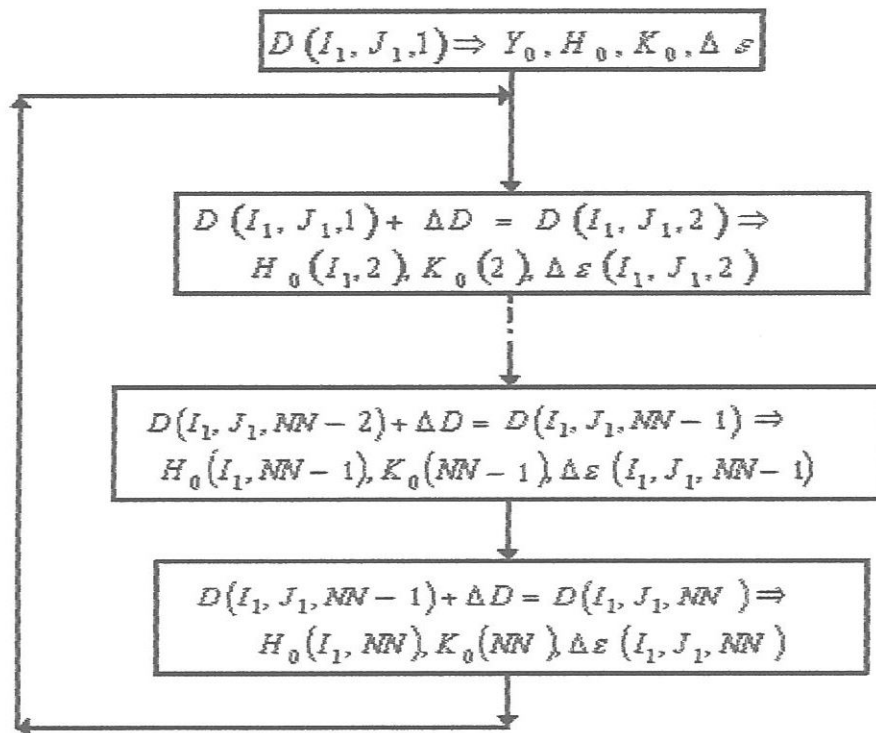 D(I₁, J₁,1)⇒ Y₀, H₀, K₀, Δ ε
D(I₁, J₁,1)+ ΔD = D(I₁, J₁,2)⇒
H₀(I₁,2), K₀(2), Δ ε(I₁, J₁,2)
D(I₁, J₁, NN−2)+ΔD = D(I₁, J₁, NN−1)⇒
H₀(I₁, NN−1), K₀(NN−1), Δε(I₁, J₁, NN−1)
D(I₁, J₁, NN−1)+ΔD = D(I₁, J₁, NN)⇒
H₀(I₁, NN), K₀(NN), Δε(I₁, J₁, NN)